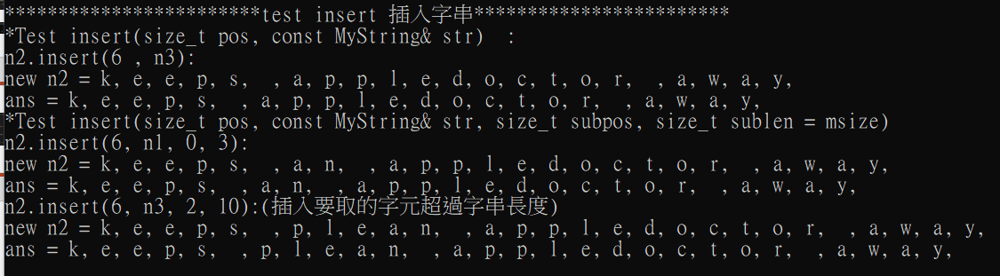 ************************test insert 插入字串************************
*Test insert(size_t pos, const MyString& str)  :
n2.insert(6 , n3):
new n2 = k, e, e, p, s,  , a, p, p, l, e, d, o, c, t, o, r,  , a, w, a, y,
ans = k, e, e, p, s,  , a, p, p, l, e, d, o, c, t, o, r,  , a, w, a, y,
*Test insert(size_t pos, const MyString& str, size_t subpos, size_t sublen = msize)
n2.insert(6, n1, 0, 3):
new n2 = k, e, e, p, s,  , a, n,  , a, p, p, l, e, d, o, c, t, o, r,  , a, w, a, y,
ans = k, e, e, p, s,  , a, n,  , a, p, p, l, e, d, o, c, t, o, r,  , a, w, a, y,
n2.insert(6, n3, 2, 10):(插入要取的字元超過字串長度)
new n2 = k, e, e, p, s,  , p, l, e, a, n,  , a, p, p, l, e, d, o, c, t, o, r,  , a, w, a, y,
ans = k, e, e, p, s,  , p, l, e, a, n,  , a, p, p, l, e, d, o, c, t, o, r,  , a, w, a, y,